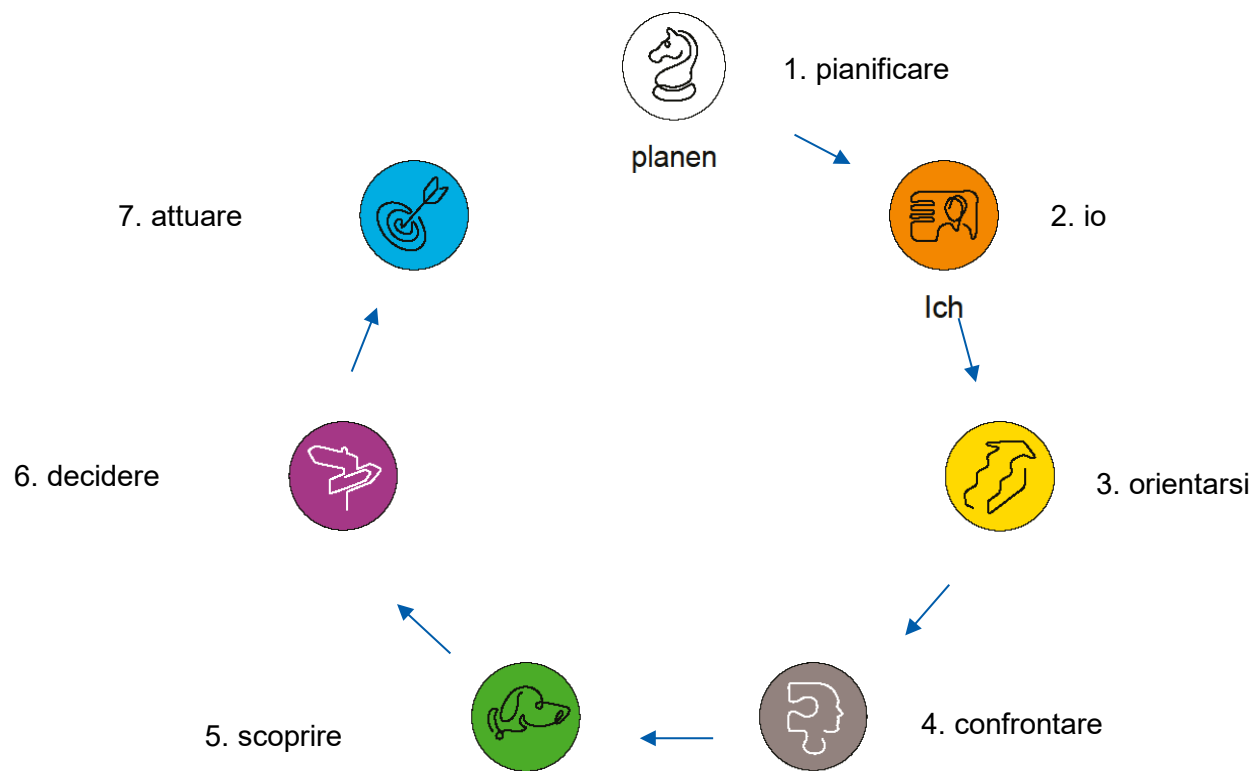 1. pianificare
planen
2. io
Ich
3. orientarsi
4. confrontare
5. scoprire
6. decidere
7. attuare